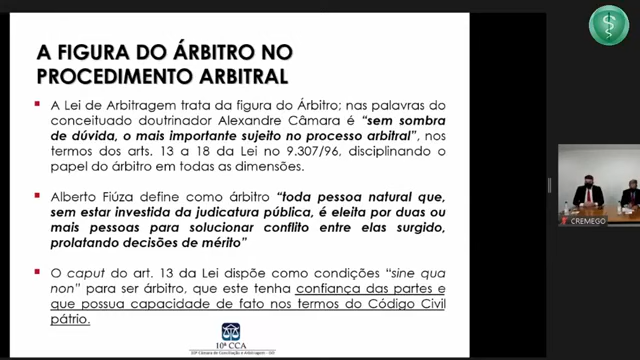 A FIGURA DO ÁRBITRO NO
PROCEDIMENTO ARBITRAL
A Lei de Arbitragem trata da figura do Árbitro; nas palavras do
conceituado doutrinador Alexandre Câmara é “sem sombra
de dúvida, o mais importante sujeito no processo arbitral”, nos
termos dos arts. 13 a 18 da Lei no 9.307/96, disciplinando o
papel do árbitro em todas as dimensões.
Alberto Fiúza define como árbitro “toda pessoa natural que,
sem estar investida da judicatura pública, é eleita por duas ou
mais pessoas para solucionar conflito entre elas surgido,
prolatando decisões de mérito”
O caput do art. 13 da Lei dispõe como condições “sine qua
non” para ser árbitro, que este tenha confiança das partes e
que possua capacidade de fato nos termos do Código Civil
pátrio.
10ª CCA
10ª Câmara de Conciliação e Arbitragem - GO
CREMEGO